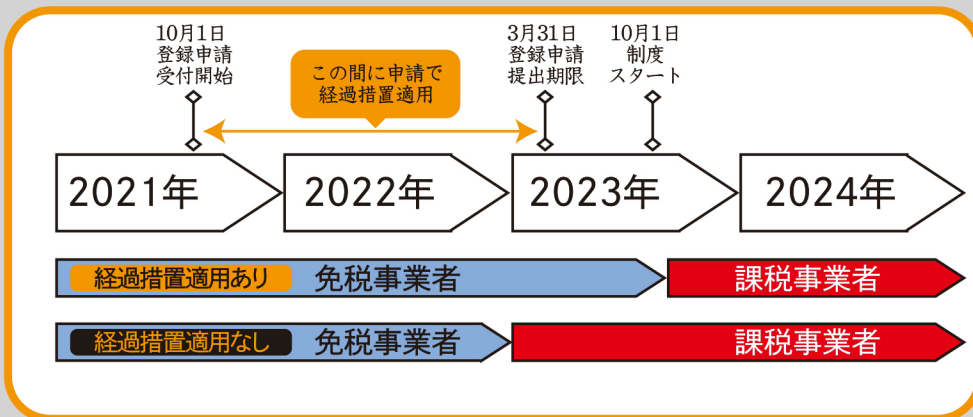 10月1日
登録申請
受付開始
この間に申請で
経過措置適用
3月31日
登録申請
提出期限
10月1日
制度
スタート
2021年
2022年
2023年
2024年
経過措置適用あり
免税事業者
課税事業者
経過措置適用なし
免税事業者
課税事業者